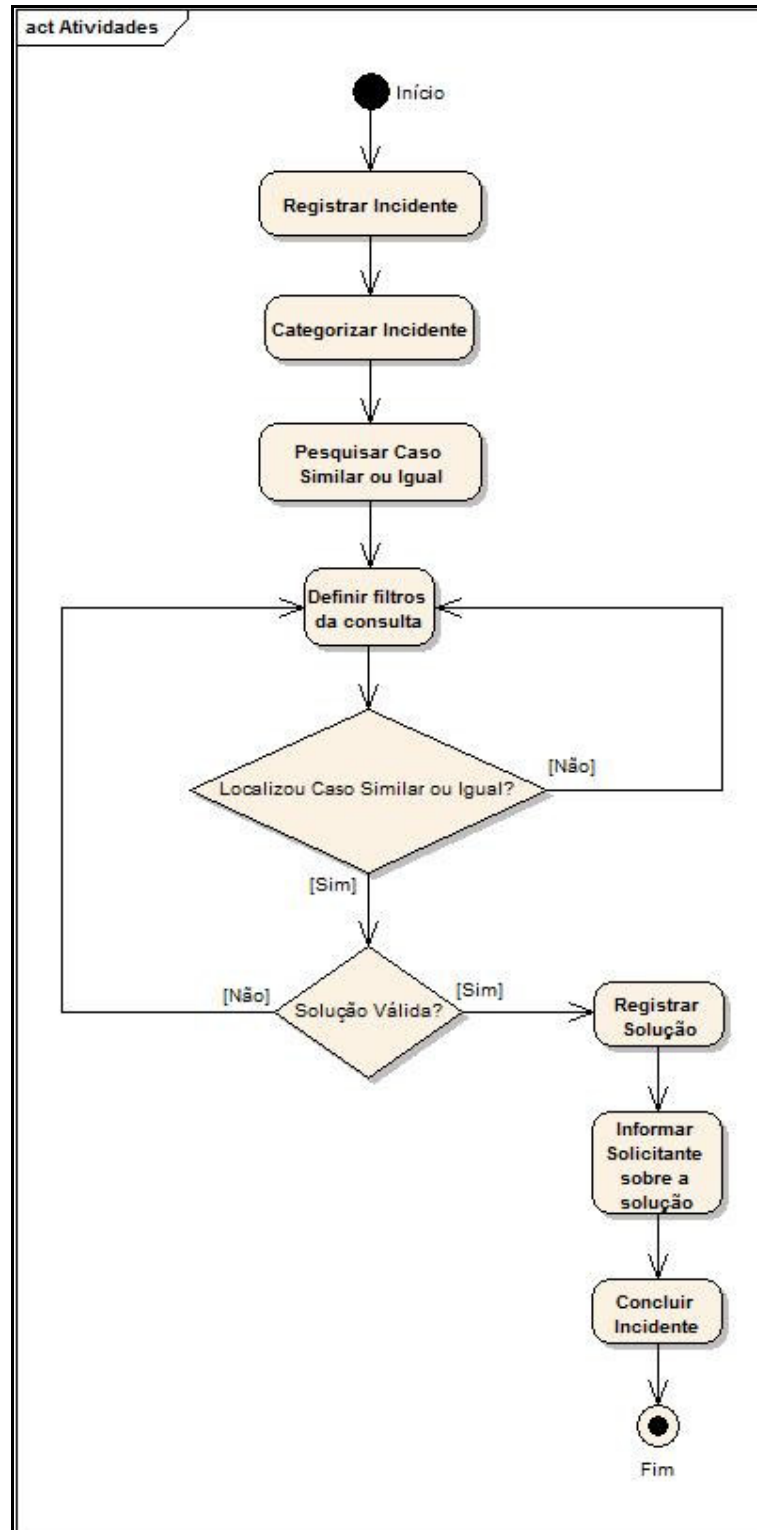 act Atividades
Início
Registrar Incidente
Categorizar Incidente
Pesquisar Caso
Similar ou Igual
Definir filtros
da consulta
Localizou Caso Similar ou Igual?
[Não]
[Sim]
Solução Válida?
[Não]
[Sim]
Registrar
Solução
Informar
Solicitante
sobre a
solução
Concluir
Incidente
Fim